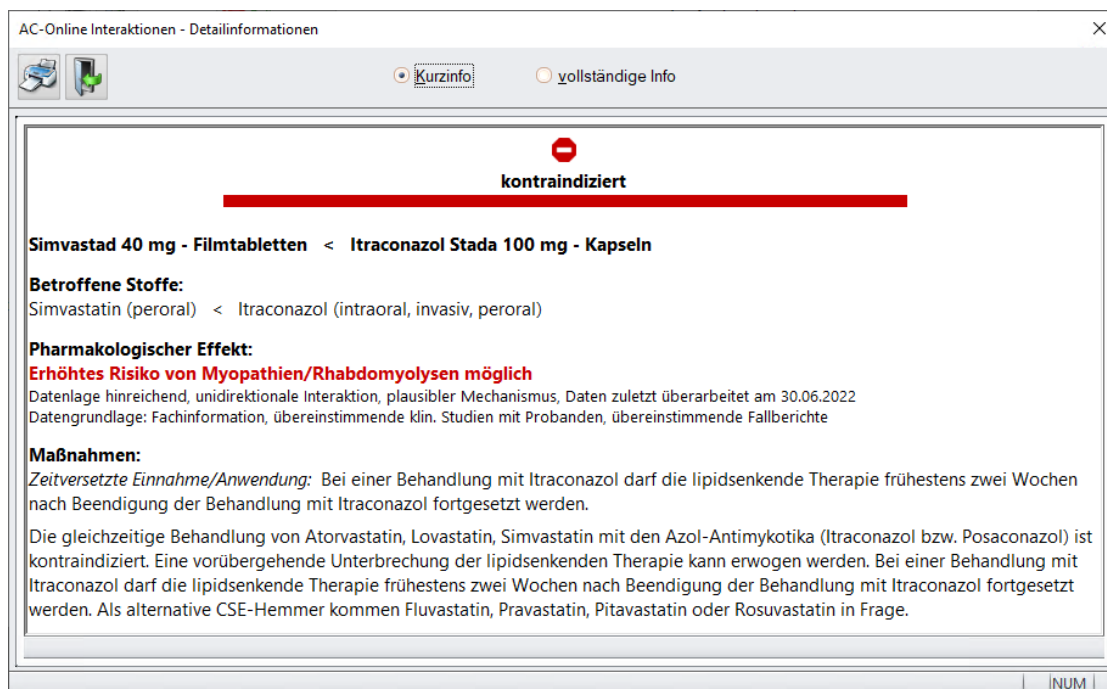 AC-Online Interaktionen - Detailinformationen
Kurzinfo
vollständige Info
kontraindiziert
Simvastad 40 mg - Filmtabletten < Itraconazol Stada 100 mg - Kapseln
Betroffene Stoffe:
Simvastatin (peroral) < Itraconazol (intraoral, invasiv, peroral)
Pharmakologischer Effekt:
Erhöhtes Risiko von Myopathien/Rhabdomyolysen möglich
Datenlage hinreichend, unidirektionale Interaktion, plausibler Mechanismus, Daten zuletzt überarbeitet am 30.06.2022
Datengrundlage: Fachinformation, übereinstimmende klin. Studien mit Probanden, übereinstimmende Fallberichte
Maßnahmen:
Zeitversetzte Einnahme/Anwendung: Bei einer Behandlung mit Itraconazol darf die lipidsenkende Therapie frühestens zwei Wochen
nach Beendigung der Behandlung mit Itraconazol fortgesetzt werden.
Die gleichzeitige Behandlung von Atorvastatin, Lovastatin, Simvastatin mit den Azol-Antimykotika (Itraconazol bzw. Posaconazol) ist
kontraindiziert. Eine vorübergehende Unterbrechung der lipidsenkenden Therapie kann erwogen werden. Bei einer Behandlung mit
Itraconazol darf die lipidsenkende Therapie frühestens zwei Wochen nach Beendigung der Behandlung mit Itraconazol fortgesetzt
werden. Als alternative CSE-Hemmer kommen Fluvastatin, Pravastatin, Pitavastatin oder Rosuvastatin in Frage.
NUM